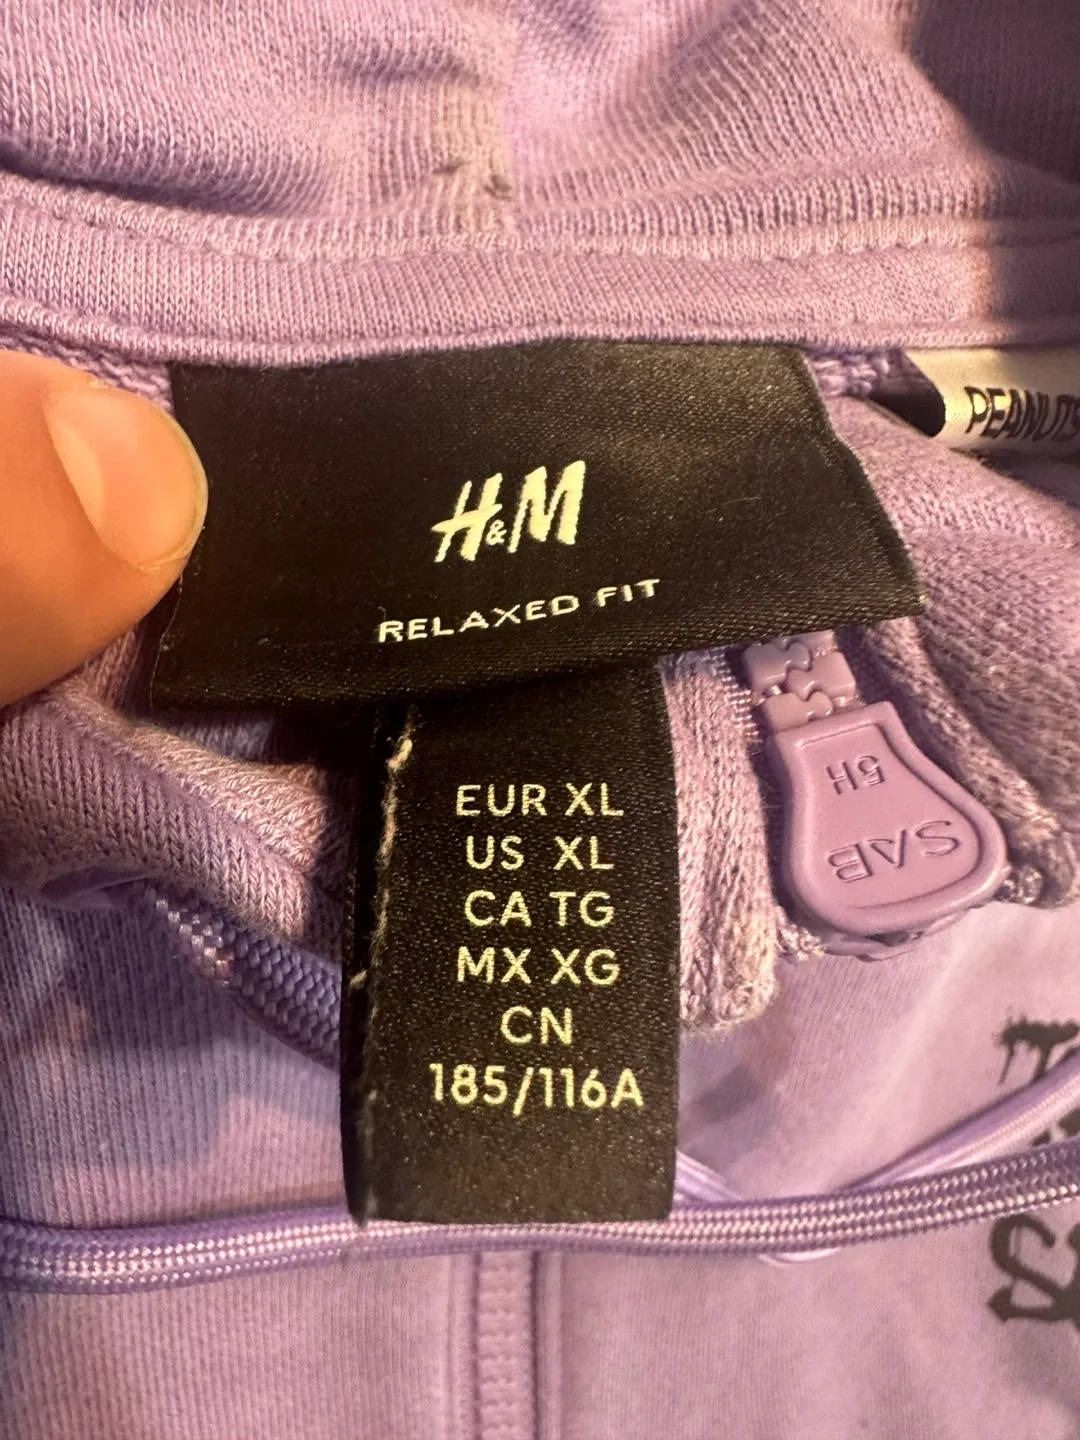 PEANUTS
H&M
RELAXED FIT
5H
SAB
EUR XL
US XL
CA TG
MX XG
CN
185/116A